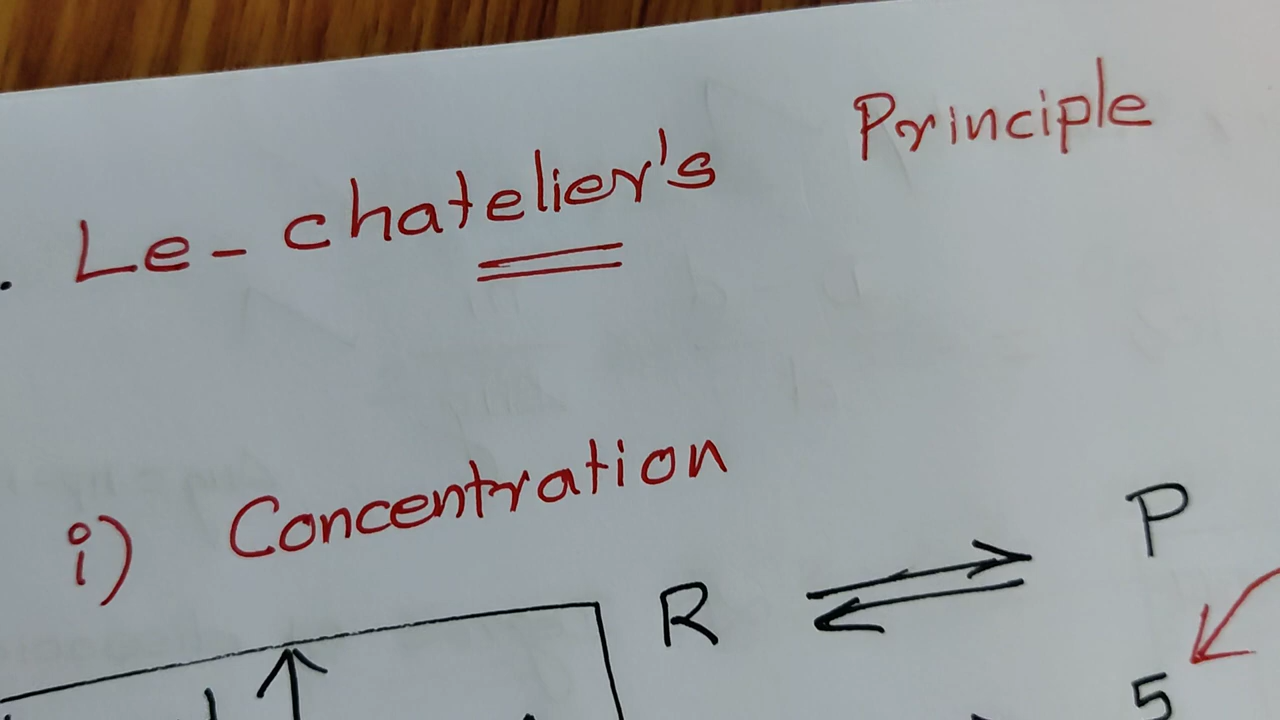 . Le-chatelier's Principle
i) Concentration
R ⇌ P
5